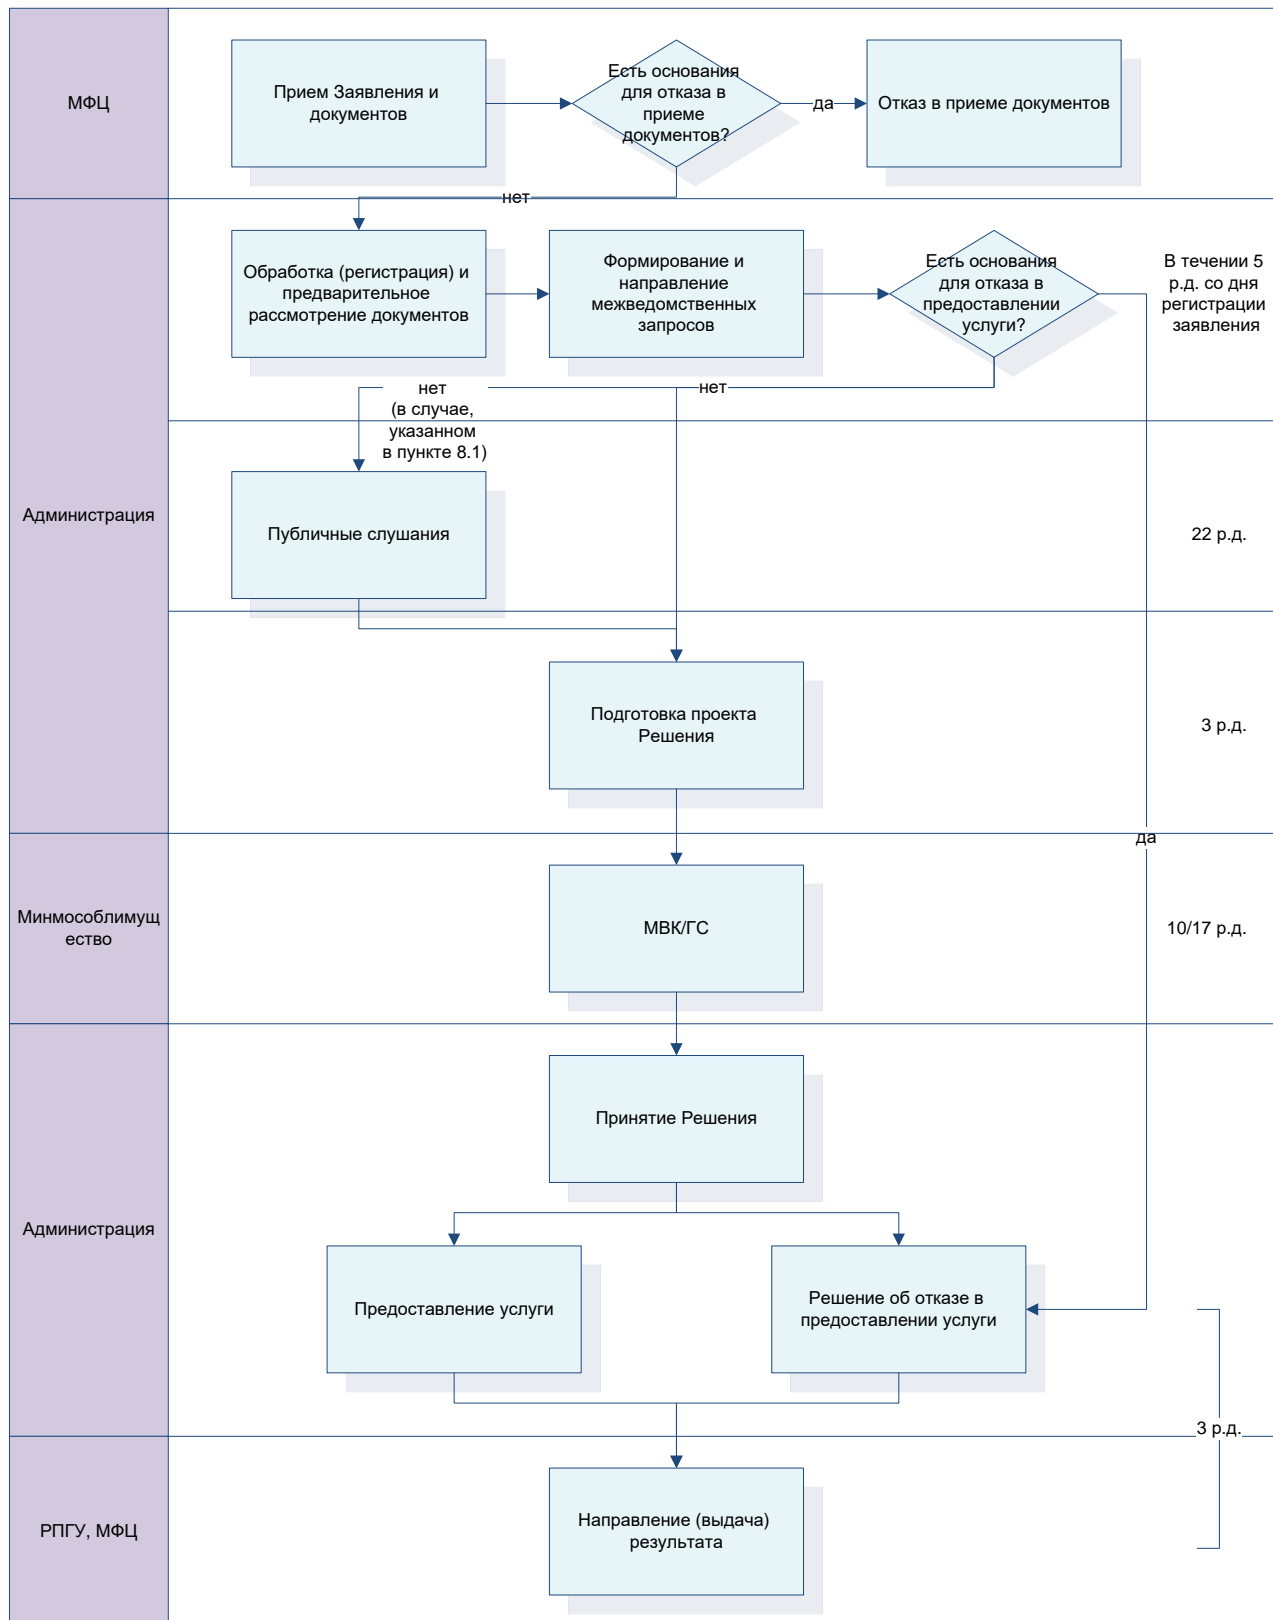 МФЦ
Прием Заявления и
документов
Есть основания
для отказа в
приеме
документов?
да
Отказ в приеме документов
нет
Администрация
Обработка (регистрация) и
предварительное
рассмотрение документов
Формирование и
направление
межведомственных
запросов
Есть основания
для отказа в
предоставлении
услуги?
В течении 5
р.д. со дня
регистрации
заявления
нет
(в случае,
указанном
в пункте 8.1)
нет
Публичные слушания
22 р.д.
Подготовка проекта
Решения
3 р.д.
да
Минмособлимущ
ество
МВК/ГС
10/17 р.д.
Администрация
Принятие Решения
Предоставление услуги
Решение об отказе в
предоставлении услуги
3 р.д.
РПГУ, МФЦ
Направление (выдача)
результата